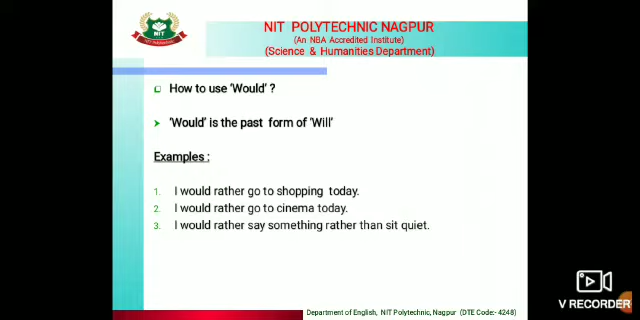 NIT
NIT POLYTECHNIC NAGPUR
(An NBA Accredited Institute)
(Science & Humanities Department)
How to use ‘Would’ ?
‘Would’ is the past form of ‘Will’
Examples :
1. I would rather go to shopping today.
2. I would rather go to cinema today.
3. I would rather say something rather than sit quiet.
V RECORDER
Department of English, NIT Polytechnic, Nagpur (DTE Code:- 4248)